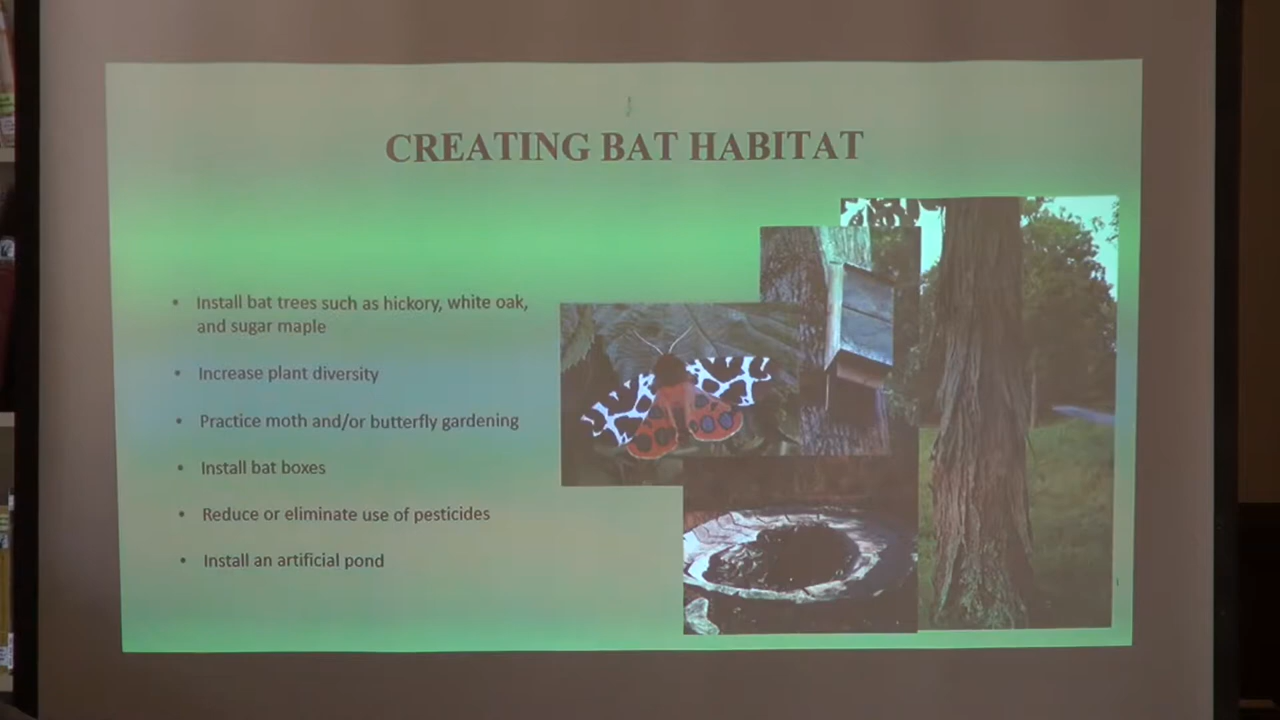 CREATING BAT HABITAT
• Install bat trees such as hickory, white oak,
and sugar maple
• Increase plant diversity
• Practice moth and/or butterfly gardening
• Install bat boxes
• Reduce or eliminate use of pesticides
• Install an artificial pond